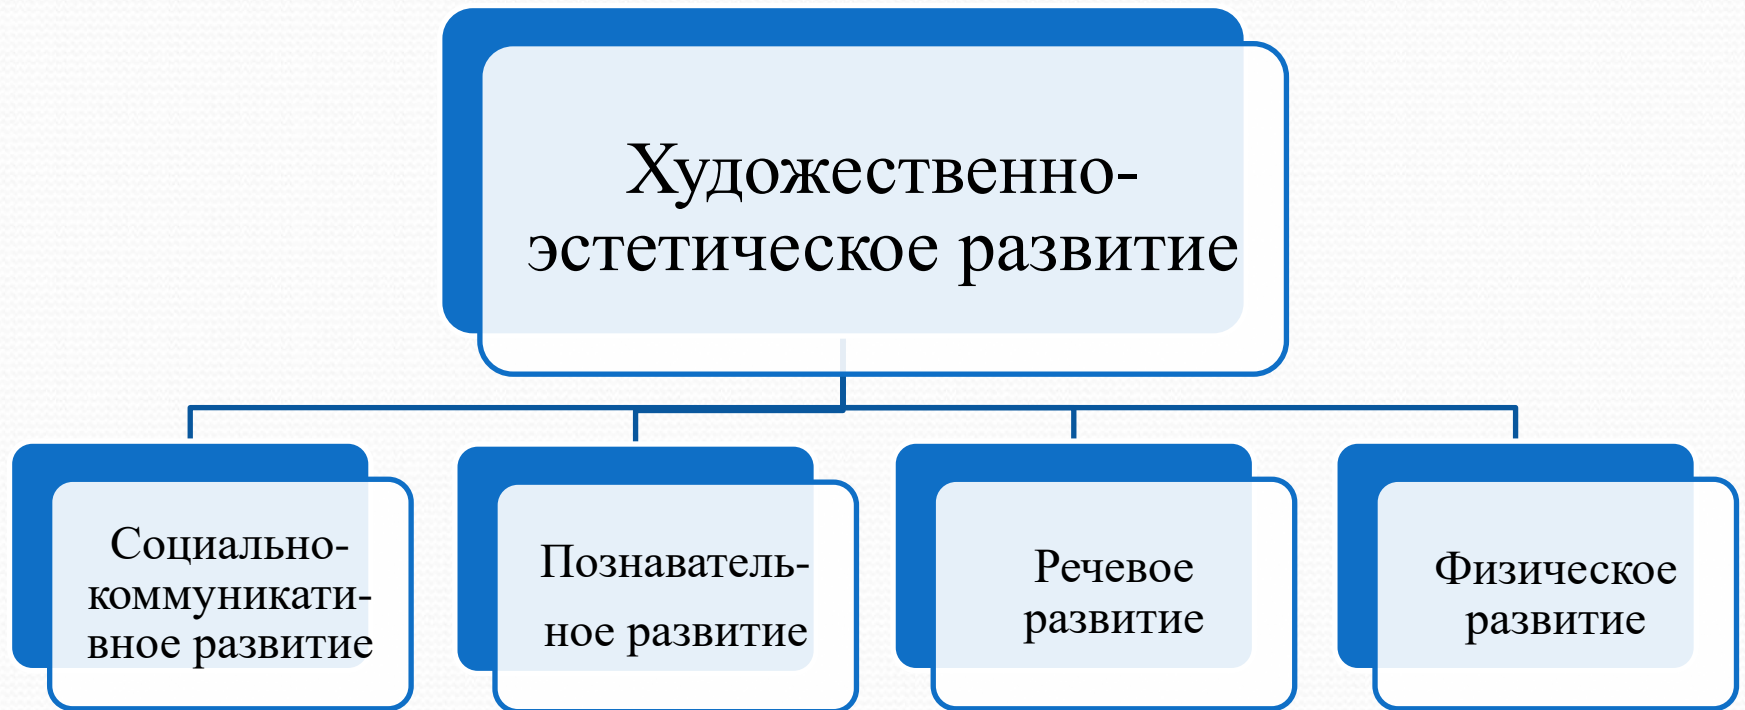 Художественно-
эстетическое развитие
Социально-
коммуникати-
вное развитие
Познаватель-
ное развитие
Речевое
развитие
Физическое
развитие